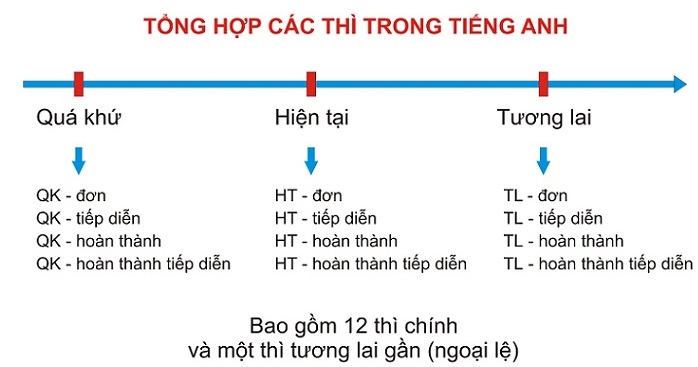 TỔNG HỢP CÁC THÌ TRONG TIẾNG ANH
Quá khứ
Hiện tại
Tương lai
QK - đơn
QK - tiếp diễn
QK - hoàn thành
QK - hoàn thành tiếp diễn
HT - đơn
HT - tiếp diễn
HT - hoàn thành
HT - hoàn thành tiếp diễn
TL - đơn
TL - tiếp diễn
TL - hoàn thành
TL - hoàn thành tiếp diễn
Bao gồm 12 thì chính
và một thì tương lai gần (ngoại lệ)